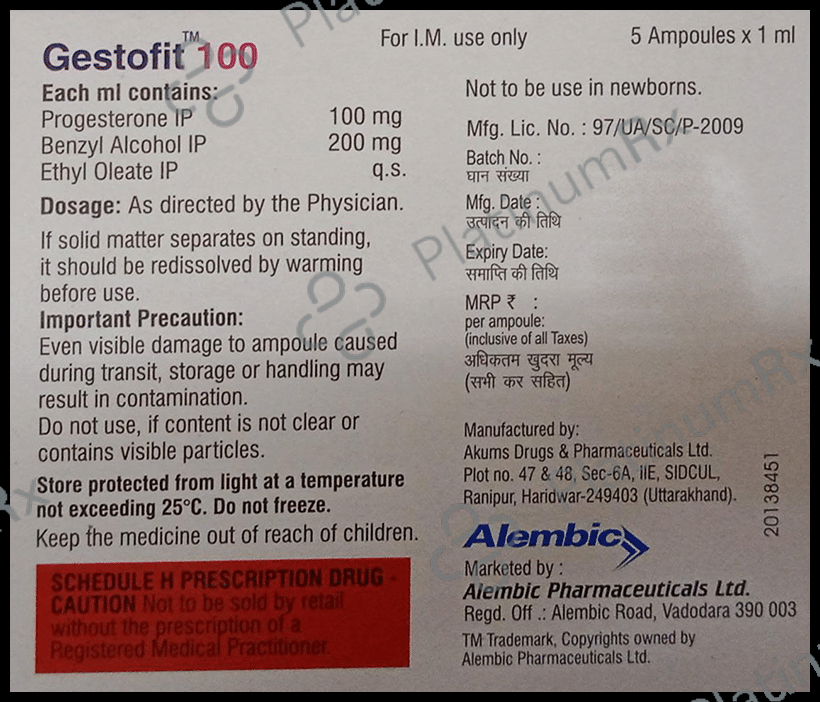 Gestofit™ 100
Each ml contains:
Progesterone IP 100 mg
Benzyl Alcohol IP 200 mg
Ethyl Oleate IP q.s.
Dosage: As directed by the Physician.
If solid matter separates on standing,
it should be redissolved by warming
before use.
Important Precaution:
Even visible damage to ampoule caused
during transit, storage or handling may
result in contamination.
Do not use, if content is not clear or
contains visible particles.
Store protected from light at a temperature
not exceeding 25°C. Do not freeze.
Keep the medicine out of reach of children.
SCHEDULE H PRESCRIPTION DRUG -
CAUTION Not to be sold by retail
without the prescription of a
Registered Medical Practitioner.
For I.M. use only
5 Ampoules x 1 ml
Not to be use in newborns.
Mfg. Lic. No. : 97/UA/SC/P-2009
Batch No. :
घान संख्या
Mfg. Date :
उत्पादन की तिथि
Expiry Date:
समाप्ति की तिथि
MRP ₹ :
per ampoule:
(inclusive of all Taxes)
अधिकतम खुदरा मूल्य
(सभी कर सहित)
Manufactured by:
Akums Drugs & Pharmaceuticals Ltd.
Plot no. 47 & 48, Sec-6A, IIE, SIDCUL,
Ranipur, Haridwar-249403 (Uttarakhand).
20138451
Alembic
Marketed by :
Alembic Pharmaceuticals Ltd.
Regd. Off .: Alembic Road, Vadodara 390 003
TM Trademark, Copyrights owned by
Alembic Pharmaceuticals Ltd.
PlatinumRx
PlatinumRx
PlatinumRx